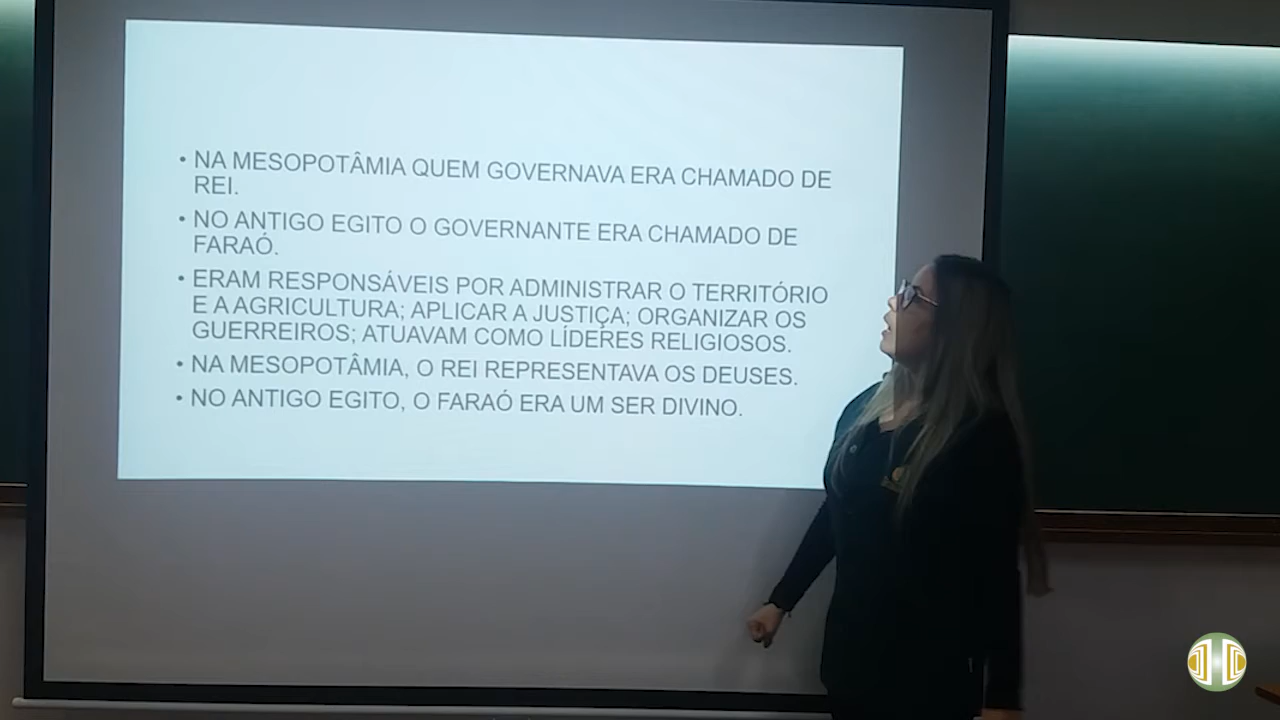 • NA MESOPOTÂMIA QUEM GOVERNAVA ERA CHAMADO DE
REI.
• NO ANTIGO EGITO O GOVERNANTE ERA CHAMADO DE
FARAÓ.
• ERAM RESPONSÁVEIS POR ADMINISTRAR O TERRITÓRIO
E A AGRICULTURA; APLICAR A JUSTIÇA; ORGANIZAR OS
GUERREIROS; ATUAVAM COMO LÍDERES RELIGIOSOS.
• NA MESOPOTÂMIA, O REI REPRESENTAVA OS DEUSES.
• NO ANTIGO EGITO, O FARAÓ ERA UM SER DIVINO.